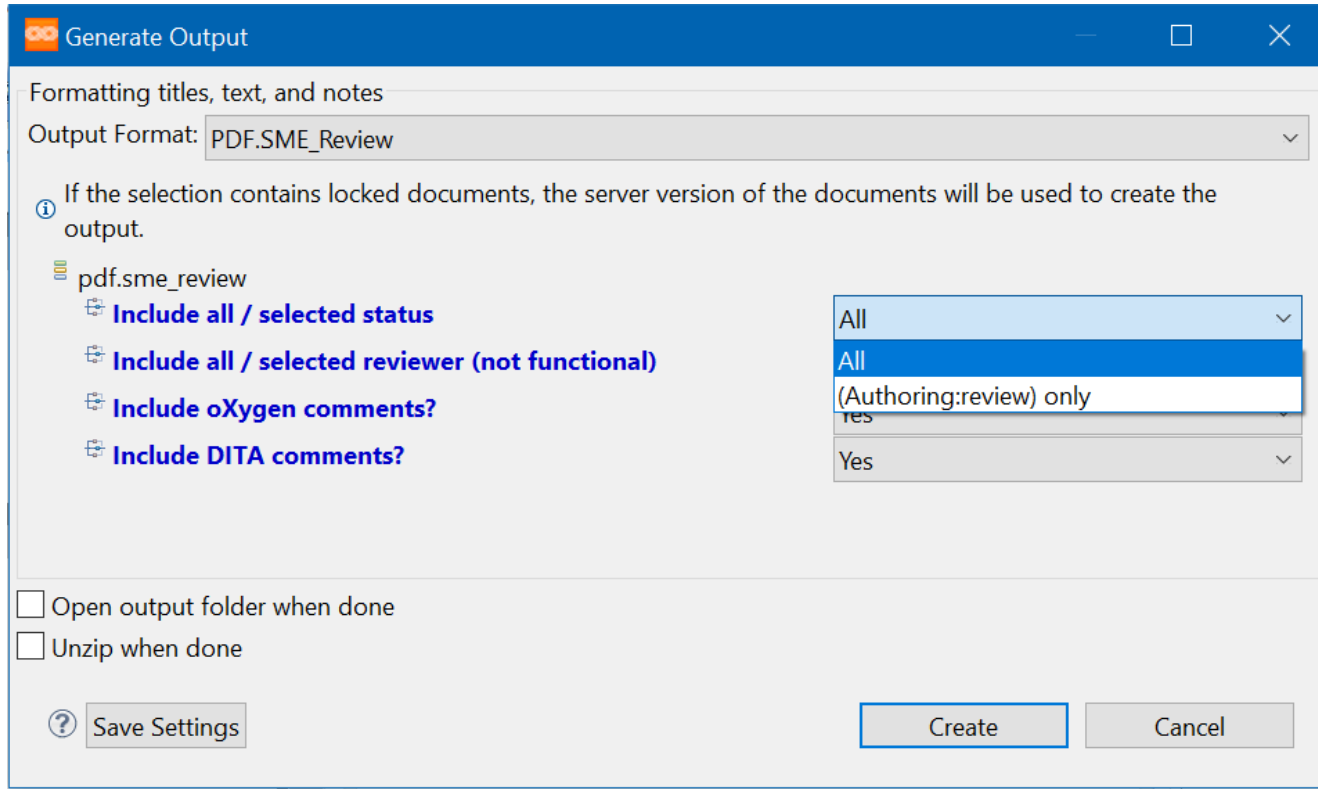 Generate Output
Formatting titles, text, and notes
Output Format: PDF.SME_Review
If the selection contains locked documents, the server version of the documents will be used to create the
output.
pdf.sme_review
Include all / selected status All
All
Include all / selected reviewer (not functional)
(Authoring:review) only
Include oXygen comments? Yes
Include DITA comments? Yes
Open output folder when done
Unzip when done
? Save Settings Create Cancel